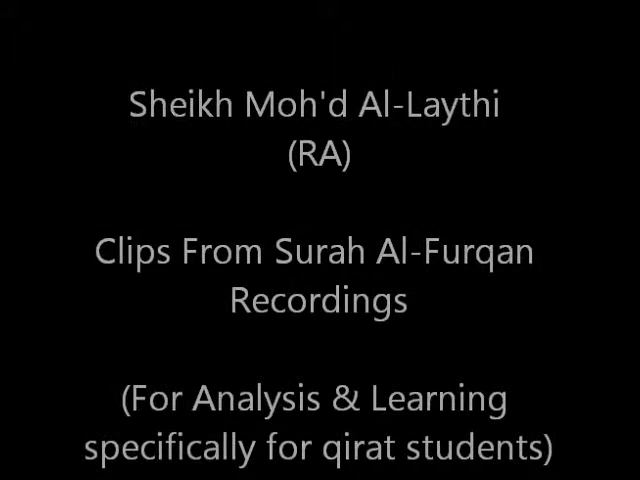 Sheikh Moh'd Al-Laythi
(RA)
Clips From Surah Al-Furqan
Recordings
(For Analysis & Learning
specifically for qirat students)